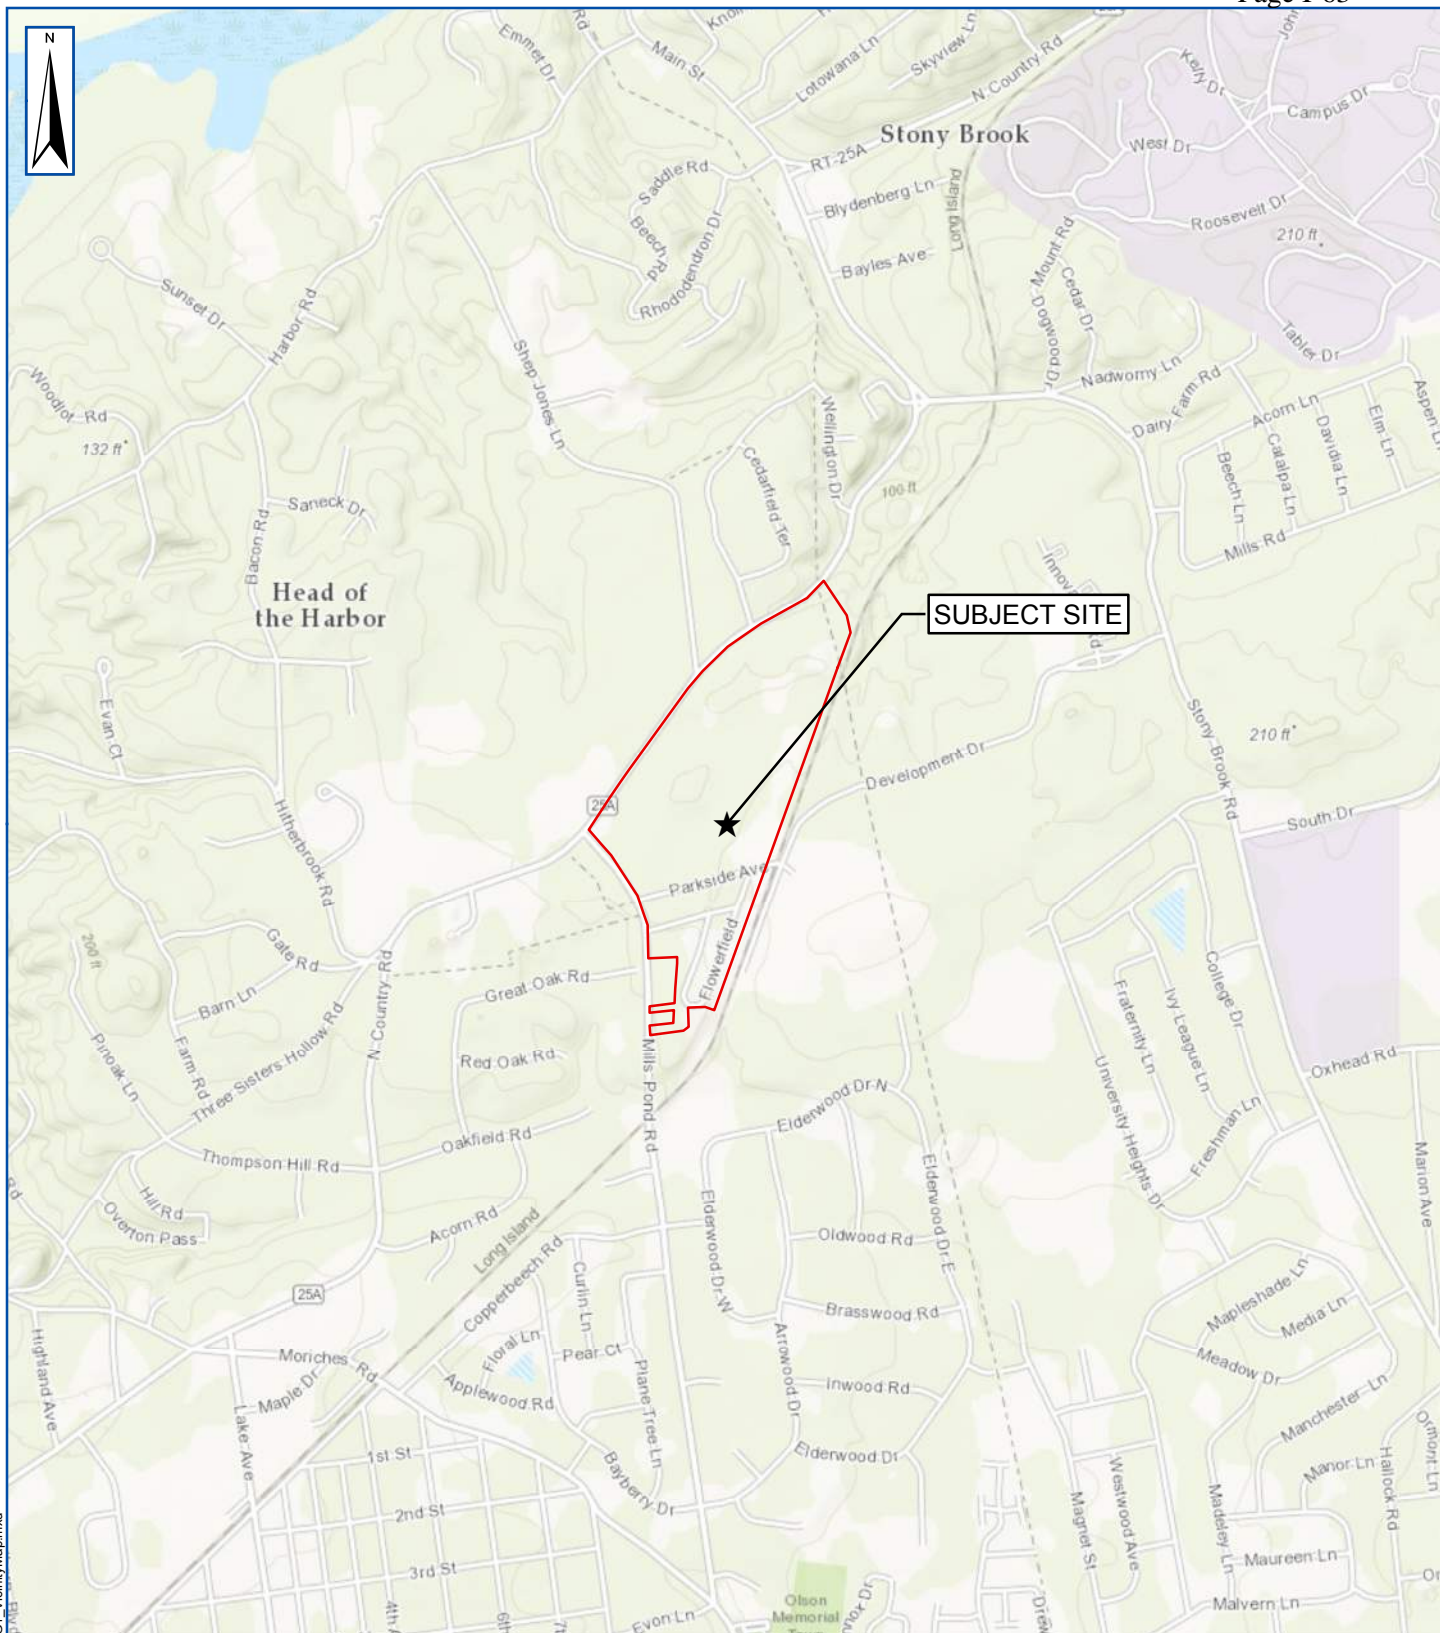 N
Emmet Dr
Rd
Main St
Lotowana Ln
Skyview Ln
N Country Rd
Kelly Dr
Campus Dr
Stony Brook
West Dr
RT-25A
Saddle Rd
Blydenberg Ln
Long Island
Roosevelt Dr
210 ft
Beech Rd
Rhododendron Dr
Bayles Ave
Mount Rd
Cedar Dr
Dogwood Dr
Tabler Dr
Sunset Dr
Harbor Rd
Shep Jones Ln
Nadworny Ln
Dairy Farm Rd
Woodlot Rd
132 ft
Wellington Dr
Acorn Ln
Elm Ln
Davidia Ln
Catalpa Ln
Beech Ln
Mills Rd
Cedarfield Ter
100 ft
Saneck Dr
Bacon Rd
Head of
the Harbor
SUBJECT SITE
Evan Ct
Stony Brook Rd
210 ft
Development Dr
25A
South Dr
Hitherbrook Rd
Parkside Ave
Flowerfield
200 ft
Gate Rd
Barn Ln
Great Oak Rd
N Country Rd
College Dr
Ivy League Ln
Fraternity Ln
Farm Rd
Pinoak Ln
Three Sisters Hollow Rd
Red Oak Rd
Mills Pond Rd
Oxhead Rd
University Heights Dr
Freshman Ln
Elderwood Dr N
Oakfield Rd
Thompson Hill Rd
Marion Ave
Hill Rd
Overton Pass
Rd
Acorn Rd
Long Island
Elderwood Dr W
Oldwood Rd
Elderwood Dr E
Copperbeech Rd
Curlin Ln
25A
Mapleshade Ln
Media Ln
Brasswood Rd
Floral Ln
Pear Ct
Highland Ave
Moriches Rd
Maple Dr
Applewood Rd
Plane Tree Ln
Arrowood Dr
Inwood Rd
Meadow Dr
Manchester Ln
Lake Ave
1st St
Bayberry Dr
Manor Ln
Hallock Rd
Ormont Ln
Westwood Ave
Madeley Ln
Magnet St
2nd St
Maureen Ln
3rd St
Malvern Ln
Olson
Memorial
Evon Ln